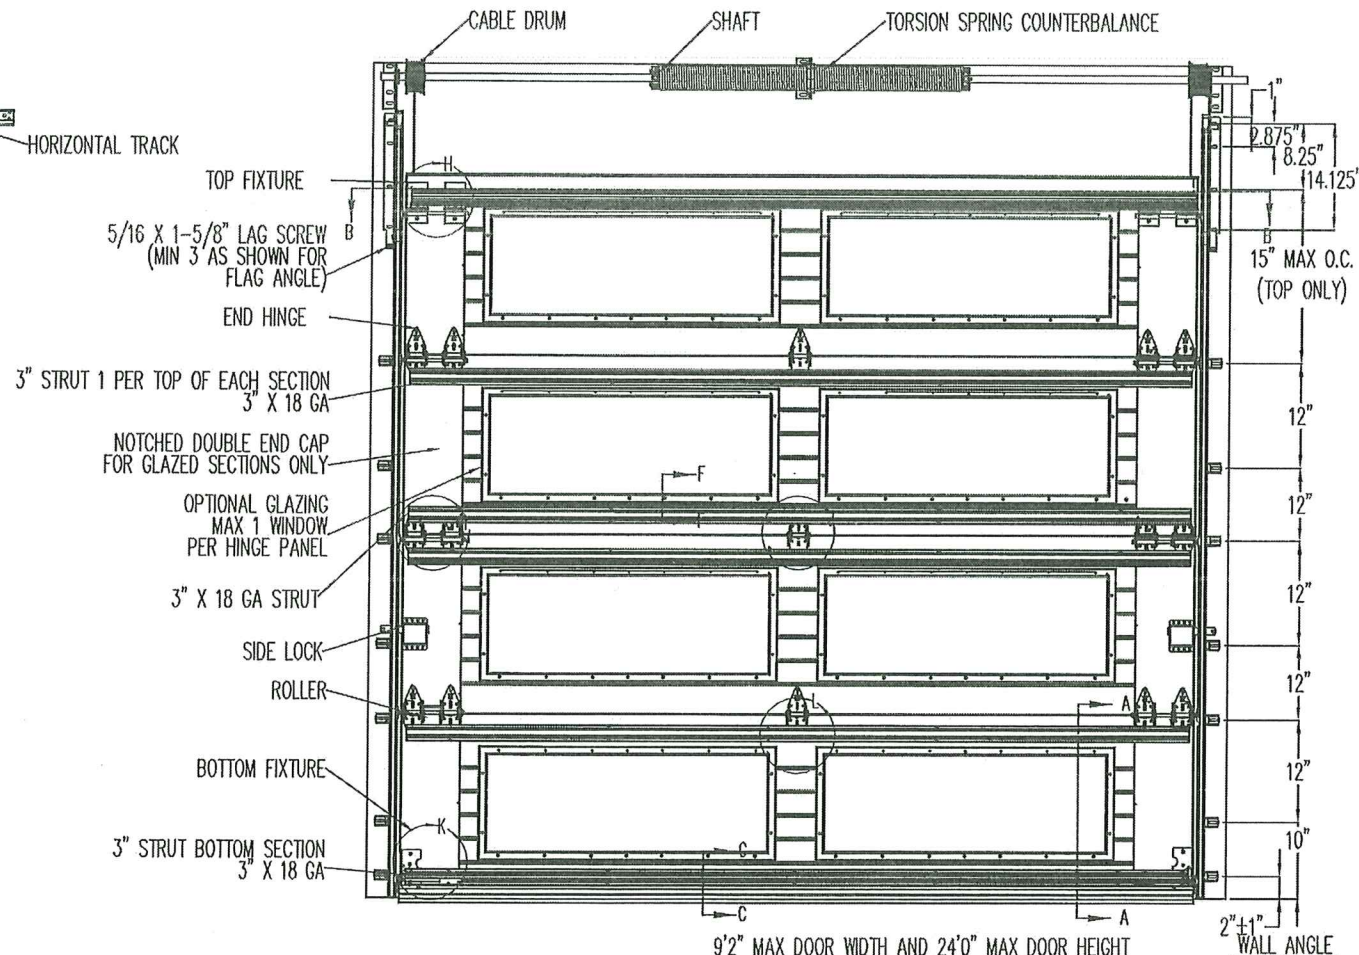 CABLE DRUM
SHAFT
TORSION SPRING COUNTERBALANCE
HORIZONTAL TRACK
1"
2.875"
8.25"
14.125'
H
TOP FIXTURE
B
B
5/16 X 1-5/8" LAG SCREW
(MIN 3 AS SHOWN FOR
FLAG ANGLE)
15" MAX O.C.
(TOP ONLY)
END HINGE
3" STRUT 1 PER TOP OF EACH SECTION
3" X 18 GA
12"
NOTCHED DOUBLE END CAP
FOR GLAZED SECTIONS ONLY
F
OPTIONAL GLAZING
MAX 1 WINDOW
PER HINGE PANEL
12"
3" X 18 GA STRUT
12"
SIDE LOCK
12"
ROLLER
L
A
BOTTOM FIXTURE
12"
K
3" STRUT BOTTOM SECTION
3" X 18 GA
C
10"
C
A
2"±1"
WALL ANGLE
9'2" MAX DOOR WIDTH AND 24'0" MAX DOOR HEIGHT